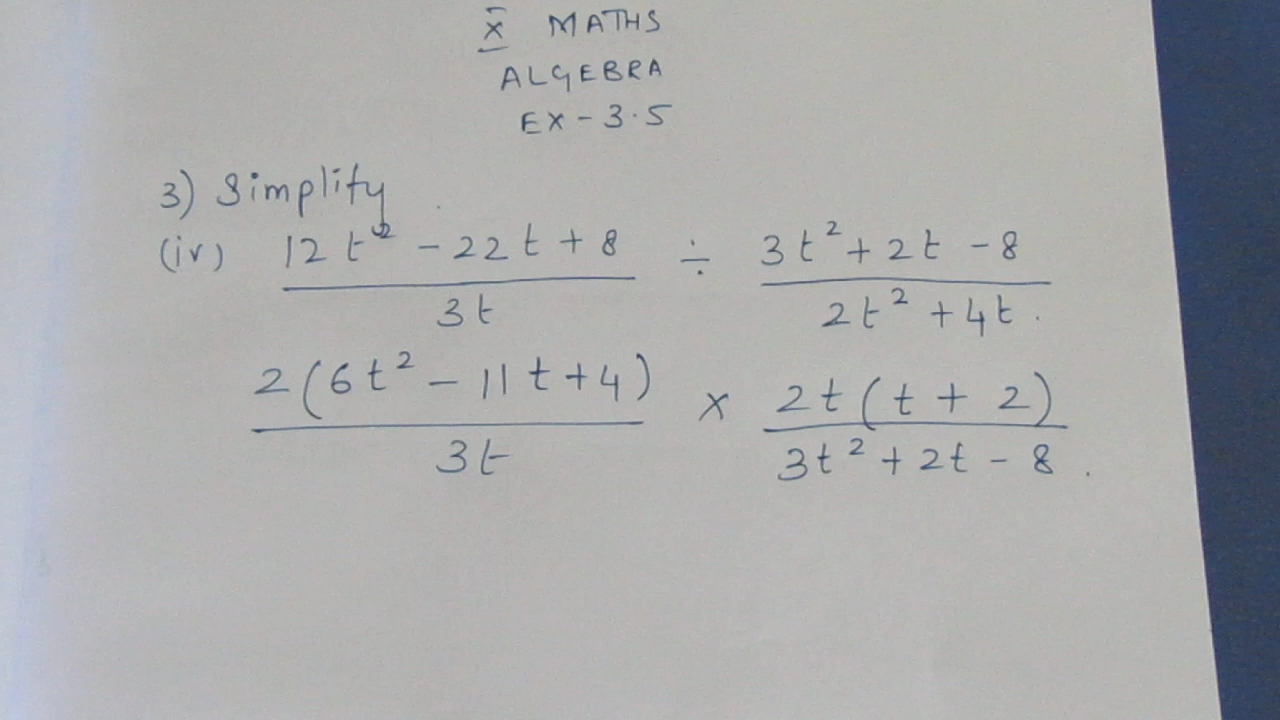 X MATHS
ALGEBRA
EX - 3.5
3) Simplify
(iv) 12t² - 22t + 8 ÷ 3t² + 2t - 8
3t 2t² + 4t.
2(6t² - 11t + 4) × 2t(t + 2)
3t 3t² + 2t - 8.